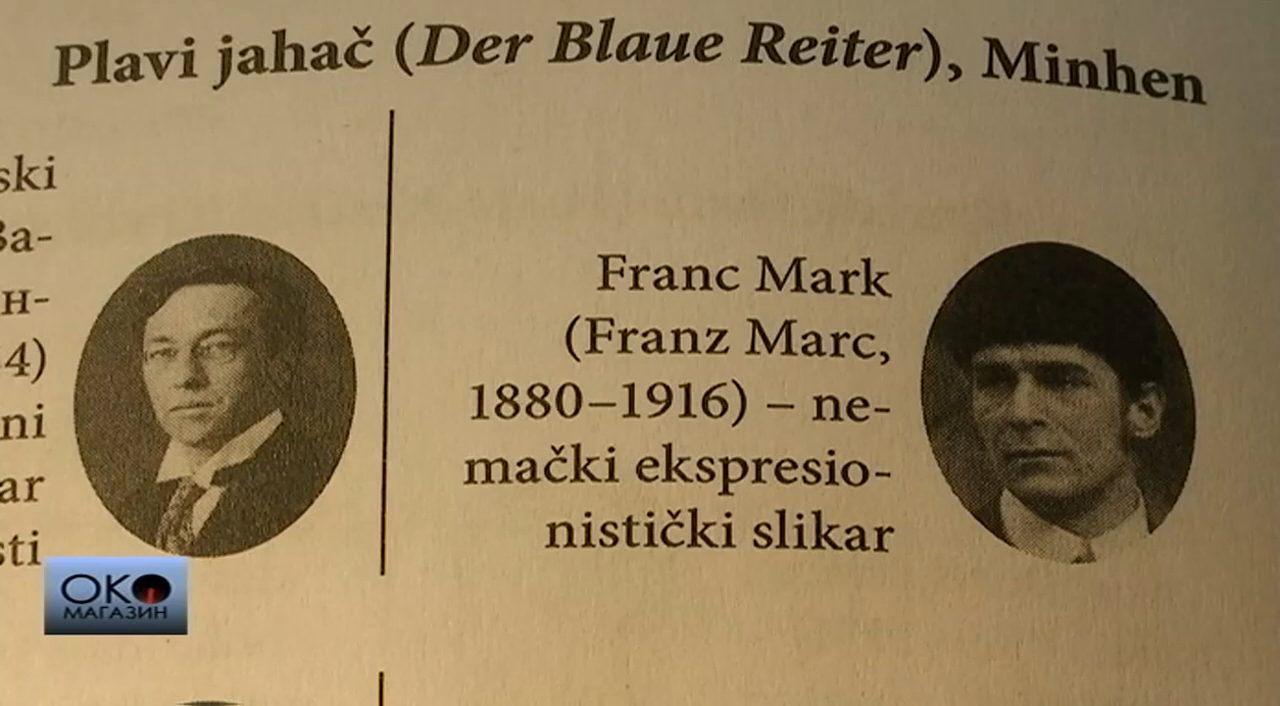 Plavi jahač (Der Blaue Reiter), Minhen
ski
Ва-
н-
4)
ni
ar
sti
Franc Mark
(Franz Marc,
1880–1916) – ne-
mački ekspresio-
nistički slikar
ОКО
МАГАЗИН